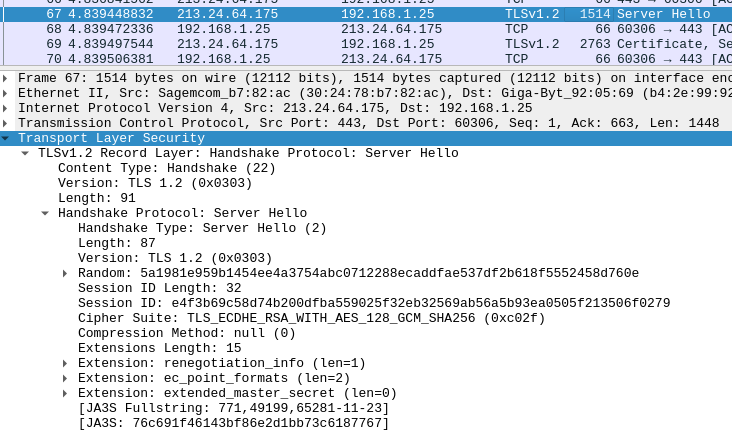 67 4.839448832 213.24.64.175 192.168.1.25 TLSv1.2 1514 Server Hello
68 4.839472336 192.168.1.25 213.24.64.175 TCP 66 60306 → 443 [AC
69 4.839497544 213.24.64.175 192.168.1.25 TLSv1.2 2763 Certificate, Se
70 4.839506381 192.168.1.25 213.24.64.175 TCP 66 60306 → 443 [AC
Frame 67: 1514 bytes on wire (12112 bits), 1514 bytes captured (12112 bits) on interface eno
Ethernet II, Src: Sagemcom_b7:82:ac (30:24:78:b7:82:ac), Dst: Giga-Byt_92:05:69 (b4:2e:99:92
Internet Protocol Version 4, Src: 213.24.64.175, Dst: 192.168.1.25
Transmission Control Protocol, Src Port: 443, Dst Port: 60306, Seq: 1, Ack: 663, Len: 1448
Transport Layer Security
TLSv1.2 Record Layer: Handshake Protocol: Server Hello
Content Type: Handshake (22)
Version: TLS 1.2 (0x0303)
Length: 91
Handshake Protocol: Server Hello
Handshake Type: Server Hello (2)
Length: 87
Version: TLS 1.2 (0x0303)
Random: 5a1981e959b1454ee4a3754abc0712288ecaddfae537df2b618f5552458d760e
Session ID Length: 32
Session ID: e4f3b69c58d74b200dfba559025f32eb32569ab56a5b93ea0505f213506f0279
Cipher Suite: TLS_ECDHE_RSA_WITH_AES_128_GCM_SHA256 (0xc02f)
Compression Method: null (0)
Extensions Length: 15
Extension: renegotiation_info (len=1)
Extension: ec_point_formats (len=2)
Extension: extended_master_secret (len=0)
[JA3S Fullstring: 771,49199,65281-11-23]
[JA3S: 76c691f46143bf86e2d1bb73c6187767]